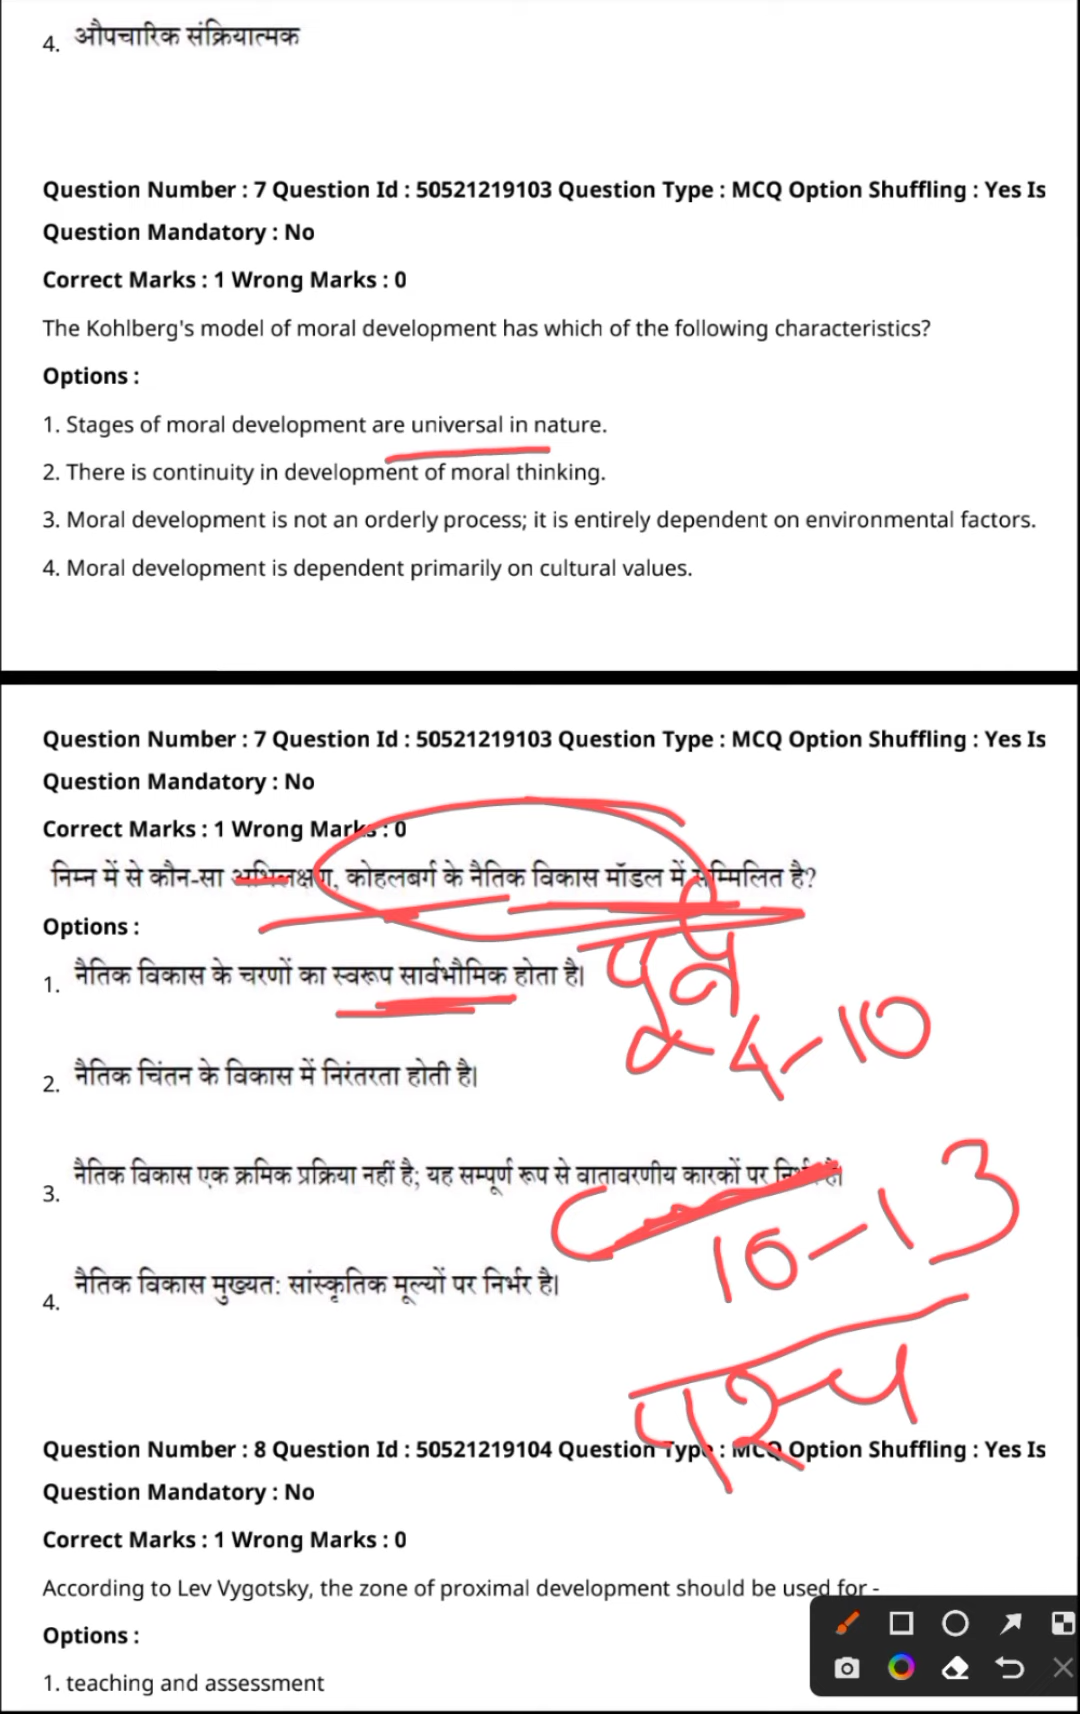 4. औपचारिक संक्रियात्मक
Question Number : 7 Question Id : 50521219103 Question Type : MCQ Option Shuffling : Yes Is
Question Mandatory : No
Correct Marks : 1 Wrong Marks : 0
The Kohlberg's model of moral development has which of the following characteristics?
Options :
1. Stages of moral development are universal in nature.
2. There is continuity in development of moral thinking.
3. Moral development is not an orderly process; it is entirely dependent on environmental factors.
4. Moral development is dependent primarily on cultural values.
Question Number : 7 Question Id : 50521219103 Question Type : MCQ Option Shuffling : Yes Is
Question Mandatory : No
Correct Marks : 1 Wrong Marks : 0
निम्न में से कौन-सा अभिलक्षण, कोहलबर्ग के नैतिक विकास मॉडल में सम्मिलित है?
Options :
1. नैतिक विकास के चरणों का स्वरूप सार्वभौमिक होता है।
पूर्व
4-10
2. नैतिक चिंतन के विकास में निरंतरता होती है।
3. नैतिक विकास एक क्रमिक प्रक्रिया नहीं है; यह सम्पूर्ण रूप से वातावरणीय कारकों पर निर्भर है।
10-13
4. नैतिक विकास मुख्यत: सांस्कृतिक मूल्यों पर निर्भर है।
Question Number : 8 Question Id : 50521219104 Question Type : MCQ Option Shuffling : Yes Is
Question Mandatory : No
Correct Marks : 1 Wrong Marks : 0
According to Lev Vygotsky, the zone of proximal development should be used for -
Options :
1. teaching and assessment